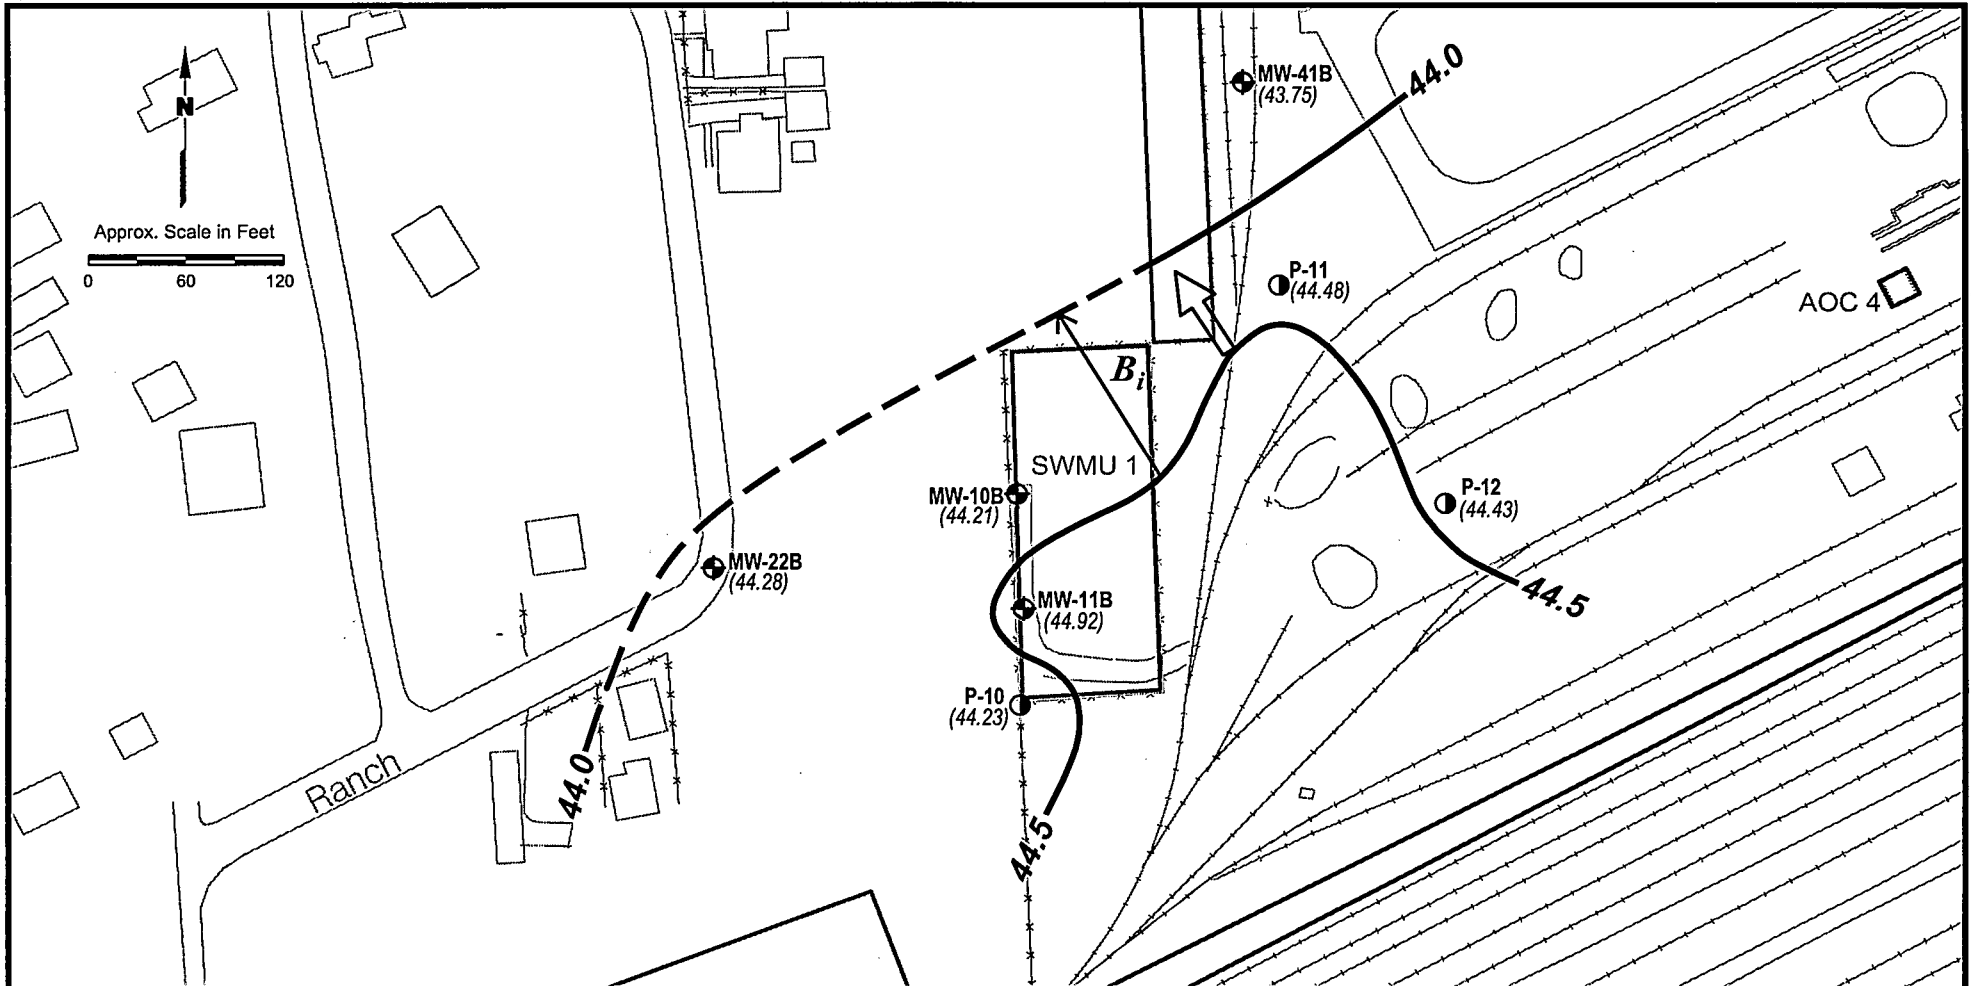 44.0
MW-41B
(43.75)
N
Approx. Scale in Feet
0 60 120
P-11
(44.48)
AOC 4
Bi
SWMU 1
MW-10B
(44.21)
P-12
(44.43)
MW-22B
(44.28)
44.5
MW-11B
(44.92)
P-10
(44.23)
Ranch
44.0
44.5